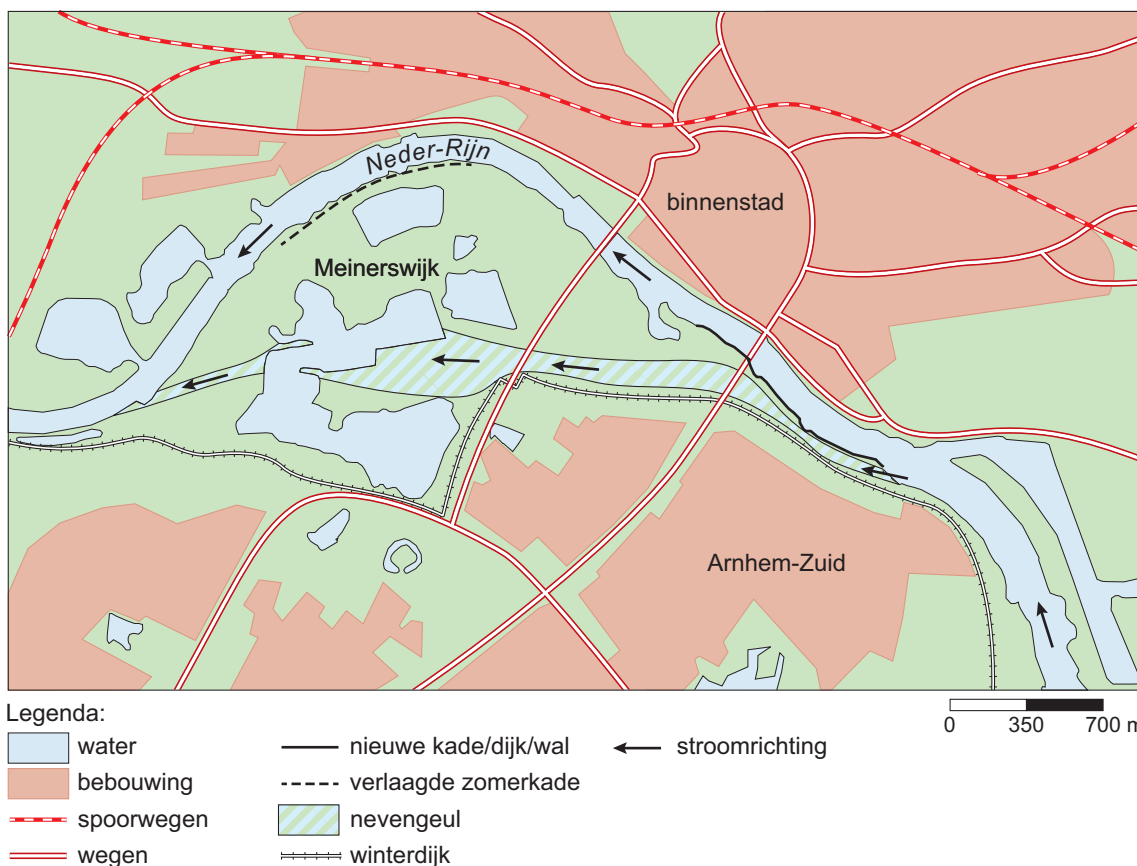 Neder-Rijn
binnenstad
Meinerswijk
Arnhem-Zuid
Legenda:
water
bebouwing
spoorwegen
wegen
nieuwe kade/dijk/wal
verlaagde zomerkade
nevengeul
winterdijk
stroomrichting
0 350 700 m